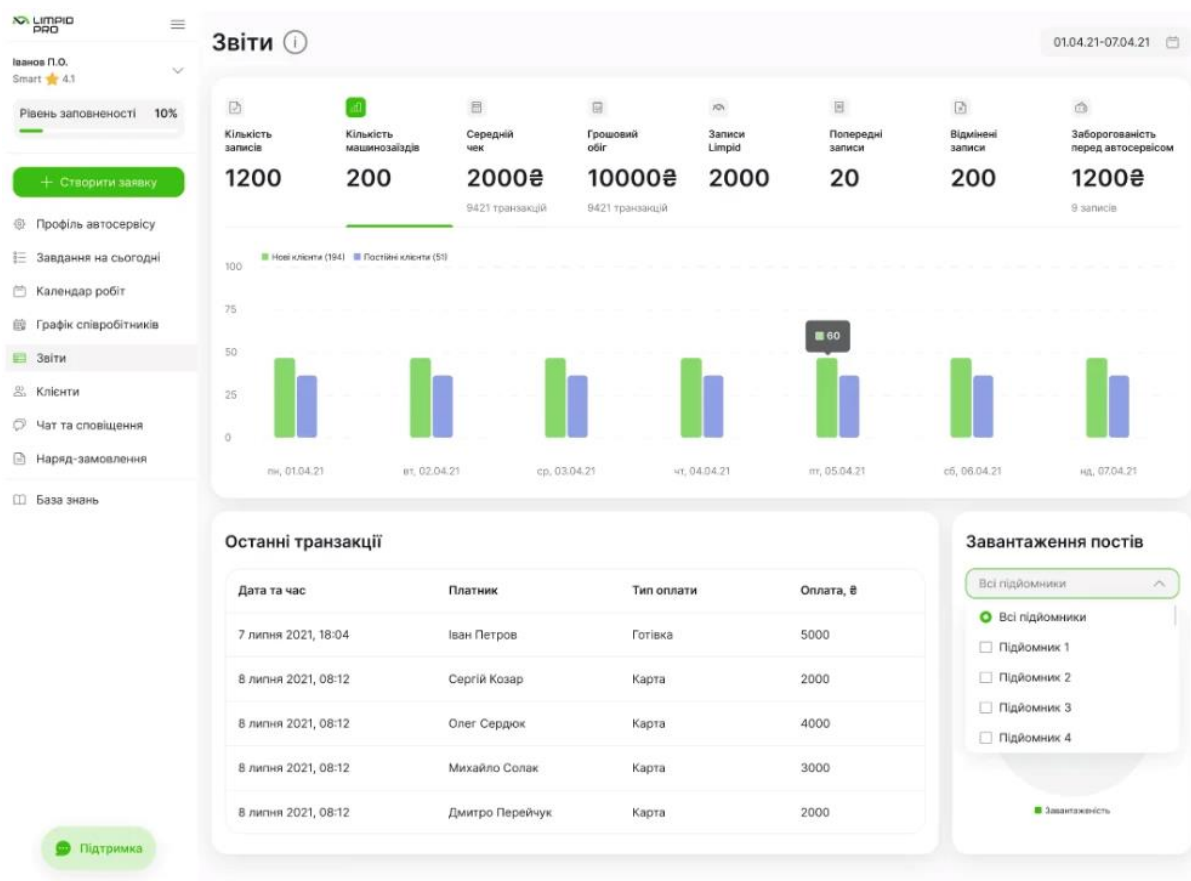 LIMPIO
PRO
Іванов П.О.
Smart 4.1
Рівень заповнeності 10%
+ Створити заявку
Профіль автосервісу
Завдання на сьогодні
Календар робіт
Графік співробітників
Звіти
Клієнти
Чат та сповіщення
Наряд-замовлення
База знань
Підтримка
Звіти
01.04.21-07.04.21
Кількість
записів
1200
Кількість
машинозаїздів
200
Середній
чек
2000₴
9421 транзакцій
Грошовий
обіг
10000₴
9421 транзакцій
Записи
Limpid
2000
Попередні
записи
20
Відмінені
записи
200
Заборгованість
перед автосервісом
1200₴
9 записів
Нові клієнти (194) Постійні клієнти (51)
100
75
50
25
0
60
пн, 01.04.21 вт, 02.04.21 ср, 03.04.21 чт, 04.04.21 пт, 05.04.21 сб, 06.04.21 нд, 07.04.21
Останні транзакції
Дата та час Платник Тип оплати Оплата, ₴
7 липня 2021, 18:04 Іван Петров Готівка 5000
8 липня 2021, 08:12 Сергій Козар Карта 2000
8 липня 2021, 08:12 Олег Сердюк Карта 4000
8 липня 2021, 08:12 Михайло Солак Карта 3000
8 липня 2021, 08:12 Дмитро Перейчук Карта 2000
Завантаження постів
Всі підйомники
Всі підйомники
Підйомник 1
Підйомник 2
Підйомник 3
Підйомник 4
Завантаженість